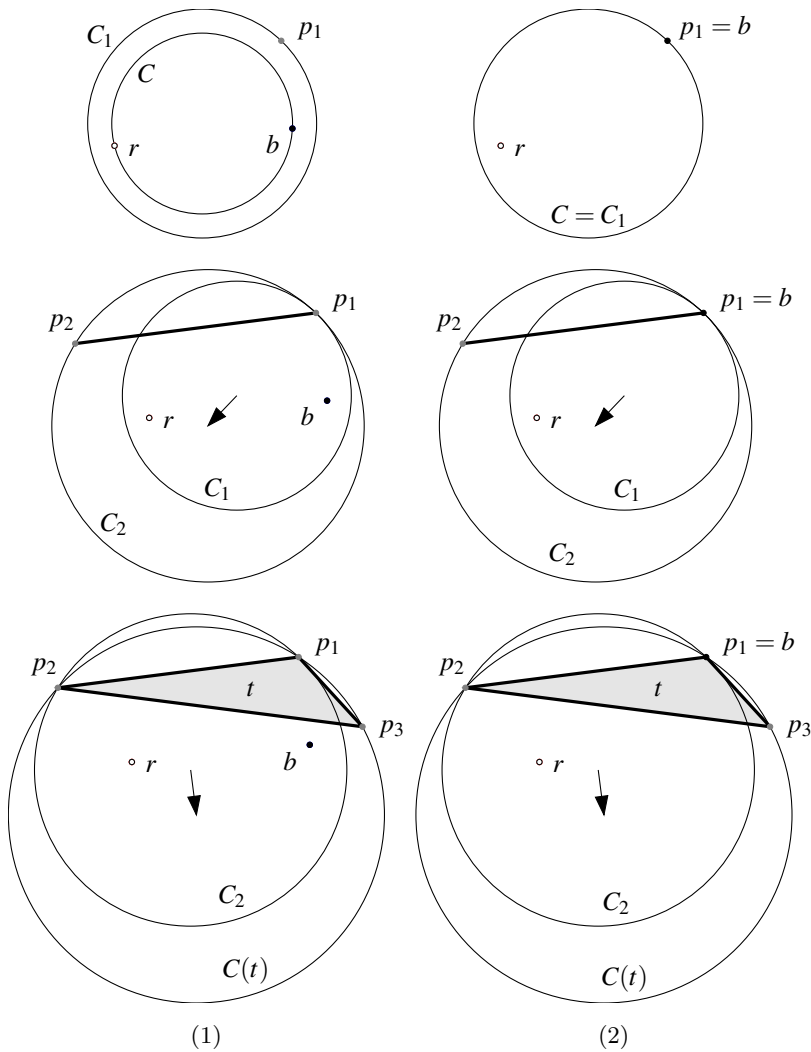 C₁ p₁ p₁ = b
C
b
r r
C = C₁
p₁ p₁ = b
p₂ p₂
r b r
C₁ C₁
C₂ C₂
p₁ p₁ = b
p₂ p₂
t t
p₃ p₃
r b r
C₂ C₂
C(t) C(t)
(1) (2)